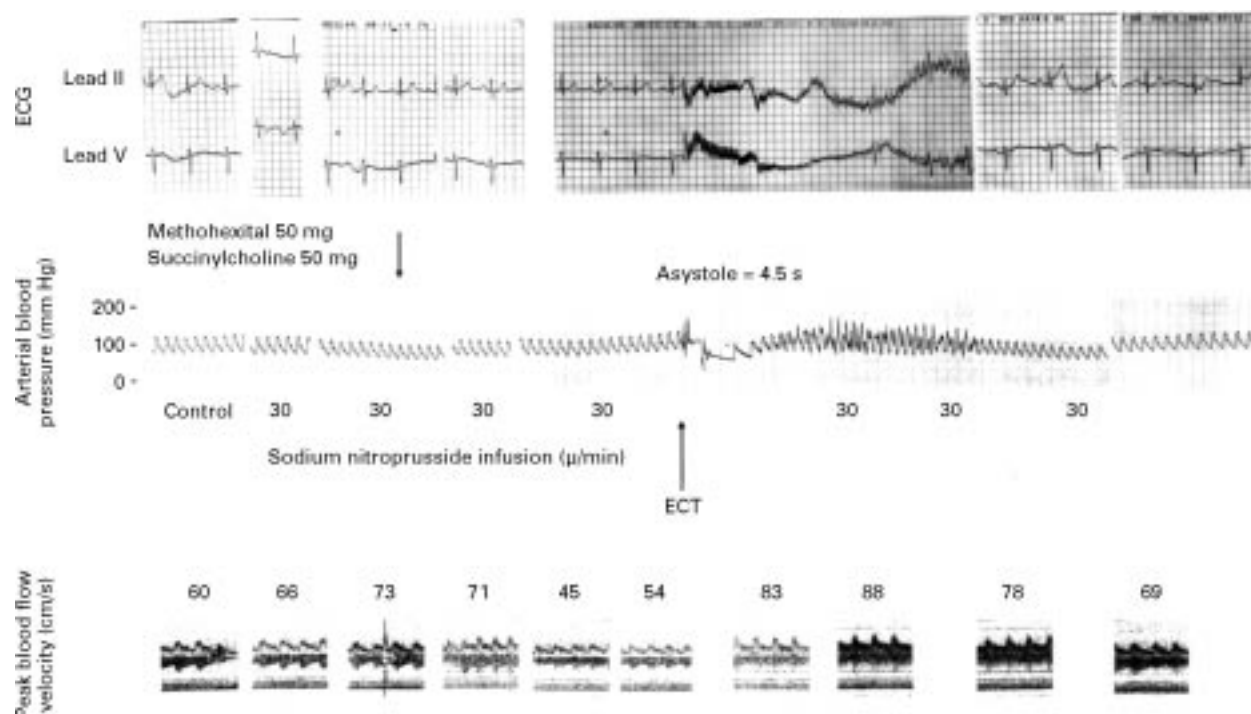 ECG
Lead II
Lead V
Methohexital 50 mg
Succinylcholine 50 mg
Asystole = 4.5 s
Arterial blood
pressure (mm Hg)
200 -
100 -
0 -
Control 30 30 30 30 30 30 30
Sodium nitroprusside infusion (μ/min)
ECT
Peak blood flow
velocity (cm/s)
60 66 73 71 45 54 83 88 78 69